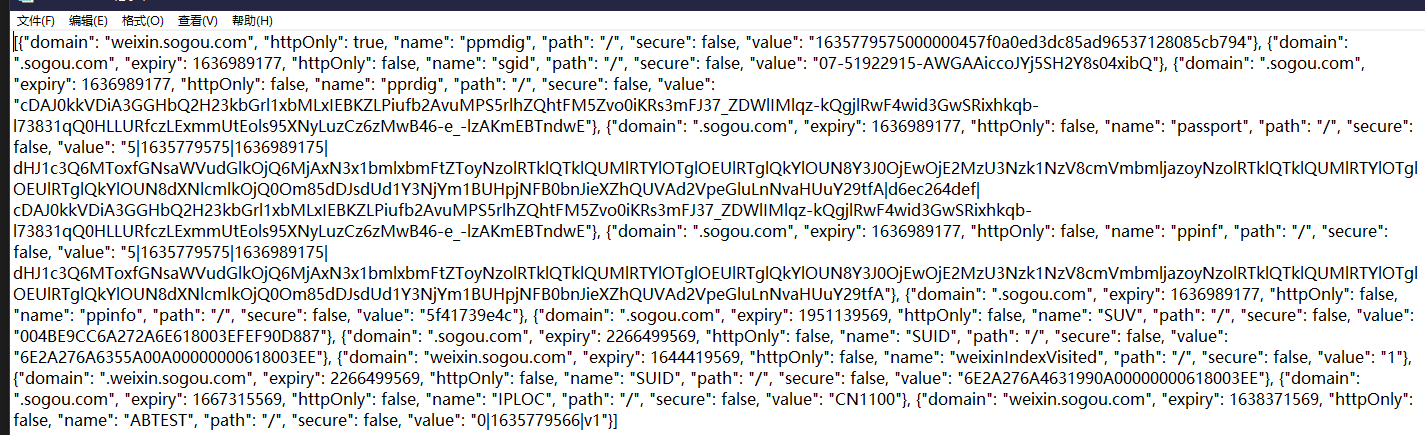 文件(F) 编辑(E) 格式(O) 查看(V) 帮助(H)
[{"domain": "weixin.sogou.com", "httpOnly": true, "name": "ppmdig", "path": "/", "secure": false, "value": "1635779575000000457f0a0ed3dc85ad96537128085cb794"}, {"domain":
".sogou.com", "expiry": 1636989177, "httpOnly": false, "name": "sgid", "path": "/", "secure": false, "value": "07-51922915-AWGAAiccoJYj5SH2Y8s04xibQ"}, {"domain": ".sogou.com",
"expiry": 1636989177, "httpOnly": false, "name": "pprdig", "path": "/", "secure": false, "value":
"cDAJ0kkVDiA3GGHbQ2H23kbGrl1xbMLxIEBKZLPiufb2AvuMPS5rlhZQhtFM5Zvo0iKRs3mFJ37_ZDWlIMlqz-kQgjlRwF4wid3GwSRixhkqb-
l73831qQ0HLLURfczLExmmUtEols95XNyLuzCz6zMwB46-e_-lzAKmEBTndwE"}, {"domain": ".sogou.com", "expiry": 1636989177, "httpOnly": false, "name": "passport", "path": "/", "secure":
false, "value": "5|1635779575|1636989175|
dHJ1c3Q6MToxfGNsaWVudGlkOjQ6MjAxN3x1bmlxbmFtZToyNzolRTklQTklQUMlRTYlOTglOEUlRTglQkYlOUN8Y3J0OjEwOjE2MzU3Nzk1NzV8cmVmbmljazoyNzolRTklQTklQUMlRTYlOTgl
OEUlRTglQkYlOUN8dXNlcmlkOjQ0Om85dDJsdUd1Y3NjYm1BUHpjNFB0bnJieXZhQUVAd2VpeGluLnNvaHUuY29tfA|d6ec264def|
cDAJ0kkVDiA3GGHbQ2H23kbGrl1xbMLxIEBKZLPiufb2AvuMPS5rlhZQhtFM5Zvo0iKRs3mFJ37_ZDWlIMlqz-kQgjlRwF4wid3GwSRixhkqb-
l73831qQ0HLLURfczLExmmUtEols95XNyLuzCz6zMwB46-e_-lzAKmEBTndwE"}, {"domain": ".sogou.com", "expiry": 1636989177, "httpOnly": false, "name": "ppinf", "path": "/", "secure":
false, "value": "5|1635779575|1636989175|
dHJ1c3Q6MToxfGNsaWVudGlkOjQ6MjAxN3x1bmlxbmFtZToyNzolRTklQTklQUMlRTYlOTglOEUlRTglQkYlOUN8Y3J0OjEwOjE2MzU3Nzk1NzV8cmVmbmljazoyNzolRTklQTklQUMlRTYlOTgl
OEUlRTglQkYlOUN8dXNlcmlkOjQ0Om85dDJsdUd1Y3NjYm1BUHpjNFB0bnJieXZhQUVAd2VpeGluLnNvaHUuY29tfA"}, {"domain": ".sogou.com", "expiry": 1636989177, "httpOnly": false,
"name": "ppinfo", "path": "/", "secure": false, "value": "5f41739e4c"}, {"domain": ".sogou.com", "expiry": 1951139569, "httpOnly": false, "name": "SUV", "path": "/", "secure": false, "value":
"004BE9CC6A272A6E618003EFEF90D887"}, {"domain": ".sogou.com", "expiry": 2266499569, "httpOnly": false, "name": "SUID", "path": "/", "secure": false, "value":
"6E2A276A6355A00A00000000618003EE"}, {"domain": "weixin.sogou.com", "expiry": 1644419569, "httpOnly": false, "name": "weixinIndexVisited", "path": "/", "secure": false, "value": "1"},
{"domain": ".weixin.sogou.com", "expiry": 2266499569, "httpOnly": false, "name": "SUID", "path": "/", "secure": false, "value": "6E2A276A4631990A00000000618003EE"}, {"domain":
".sogou.com", "expiry": 1667315569, "httpOnly": false, "name": "IPLOC", "path": "/", "secure": false, "value": "CN1100"}, {"domain": "weixin.sogou.com", "expiry": 1638371569, "httpOnly":
false, "name": "ABTEST", "path": "/", "secure": false, "value": "0|1635779566|v1"}]